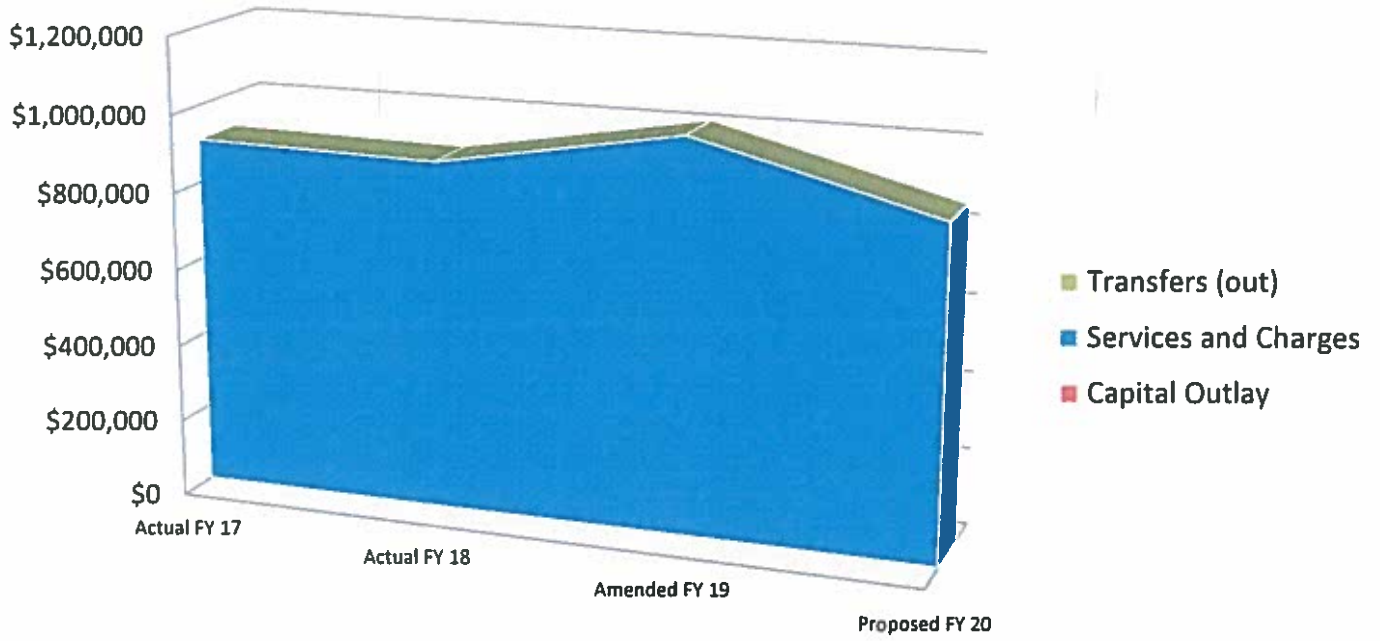 $1,200,000
$1,000,000
$800,000
$600,000
$400,000
$200,000
$0
Actual FY 17
Actual FY 18
Amended FY 19
Proposed FY 20
Transfers (out)
Services and Charges
Capital Outlay